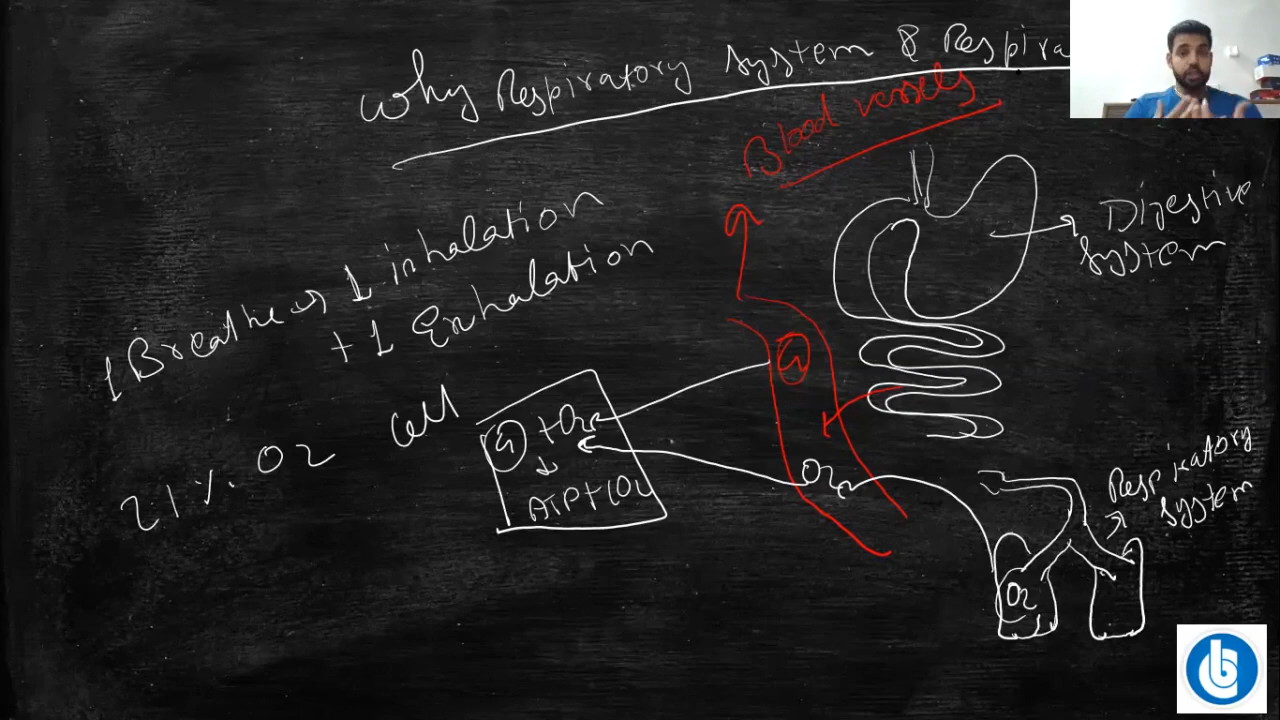 Why Respiratory System & Respira
Blood vessels
Digestive
System
1 Breathe → 1 inhalation
+ 1 Exhalation
21 % O2
Cell
G + O2
↓
ATP + CO2
G
O2
Respiratory
System
O2